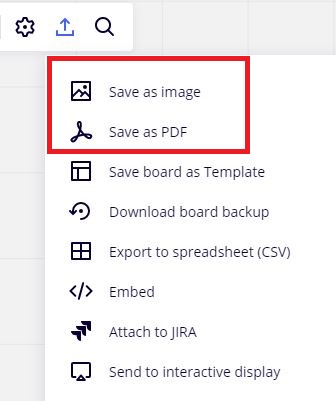 Save as image
Save as PDF
Save board as Template
Download board backup
Export to spreadsheet (CSV)
Embed
Attach to JIRA
Send to interactive display